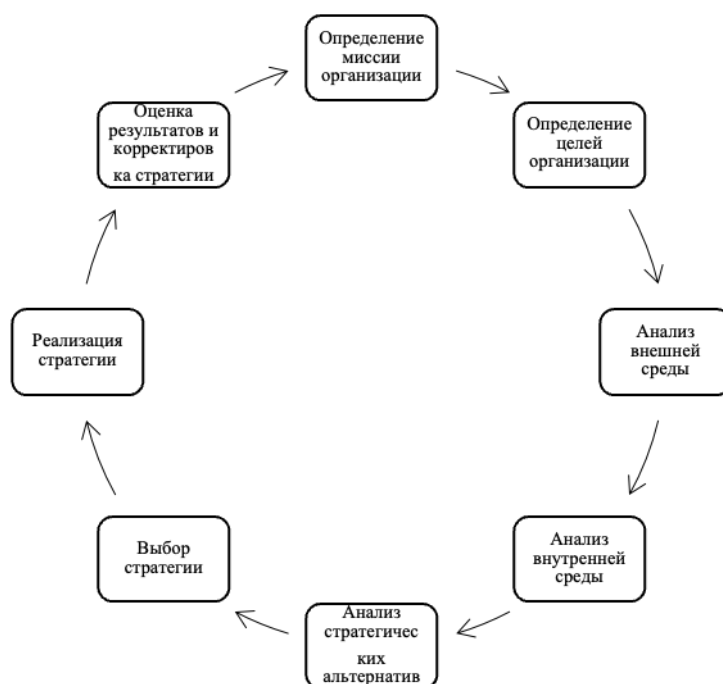 Определение
миссии
организации
Определение
целей
организации
Анализ
внешней
среды
Анализ
внутренней
среды
Анализ
стратегичес
ких
альтернатив
Выбор
стратегии
Реализация
стратегии
Оценка
результатов и
корректиров
ка стратегии